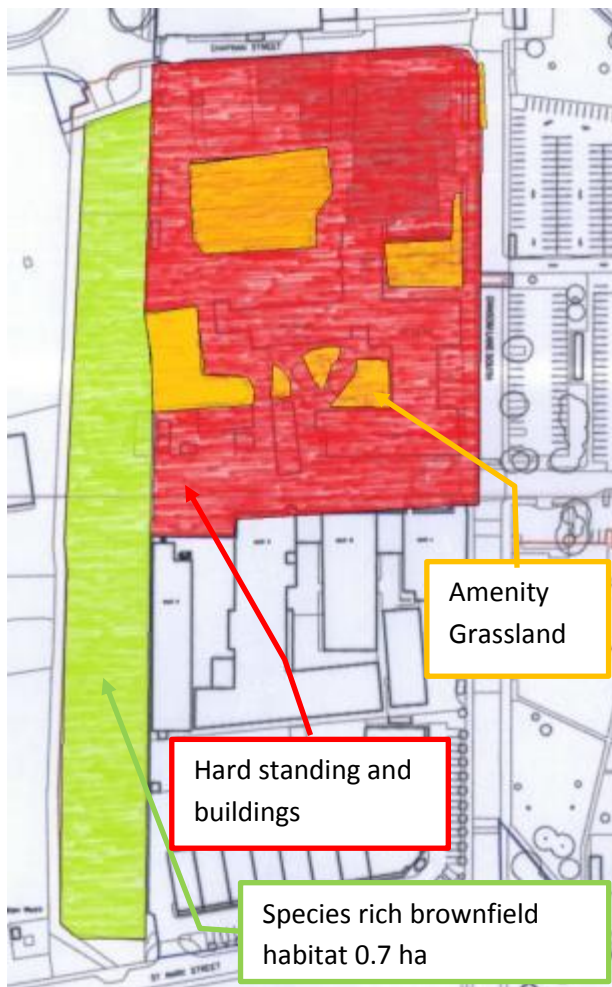 CHAPMAN STREET
Amenity
Grassland
Hard standing and
buildings
Species rich brownfield
habitat 0.7 ha
ST MARK STREET